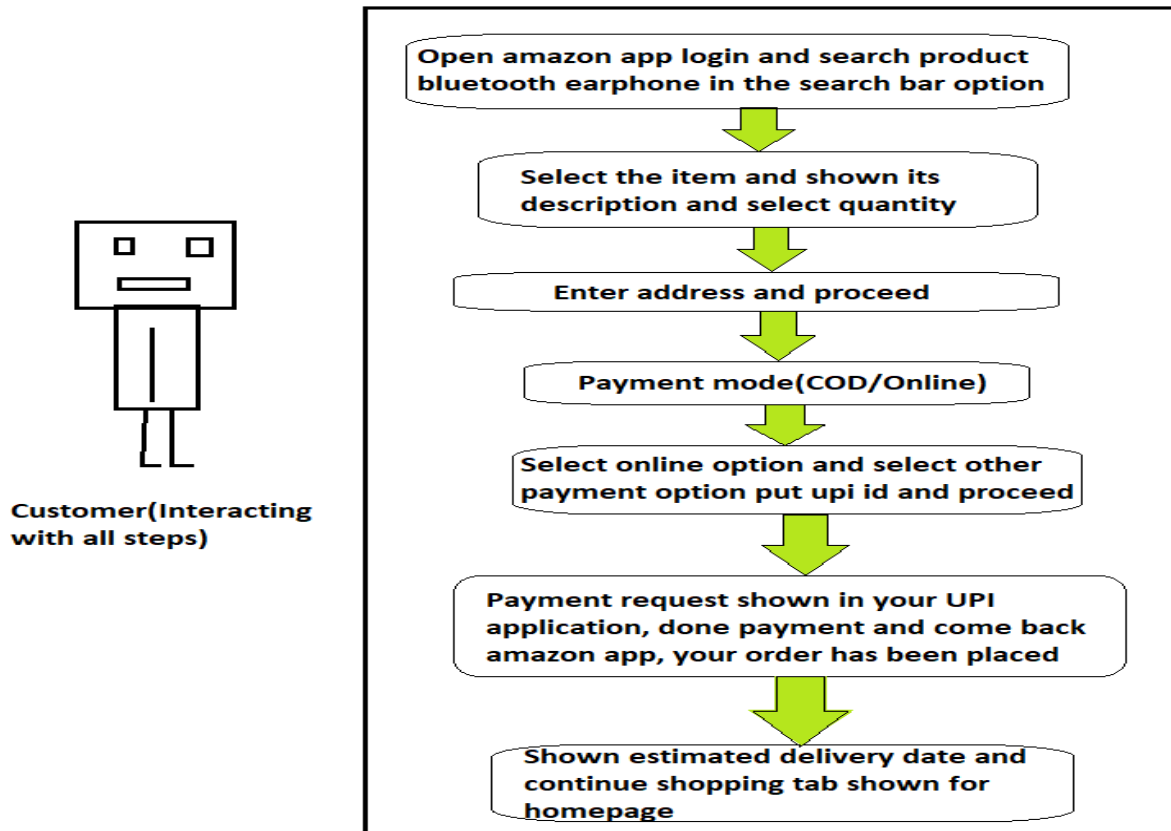 Open amazon app login and search product
bluetooth earphone in the search bar option
Select the item and shown its
description and select quantity
Enter address and proceed
Payment mode(COD/Online)
Select online option and select other
payment option put upi id and proceed
Customer(Interacting
with all steps)
Payment request shown in your UPI
application, done payment and come back
amazon app, your order has been placed
Shown estimated delivery date and
continue shopping tab shown for
homepage